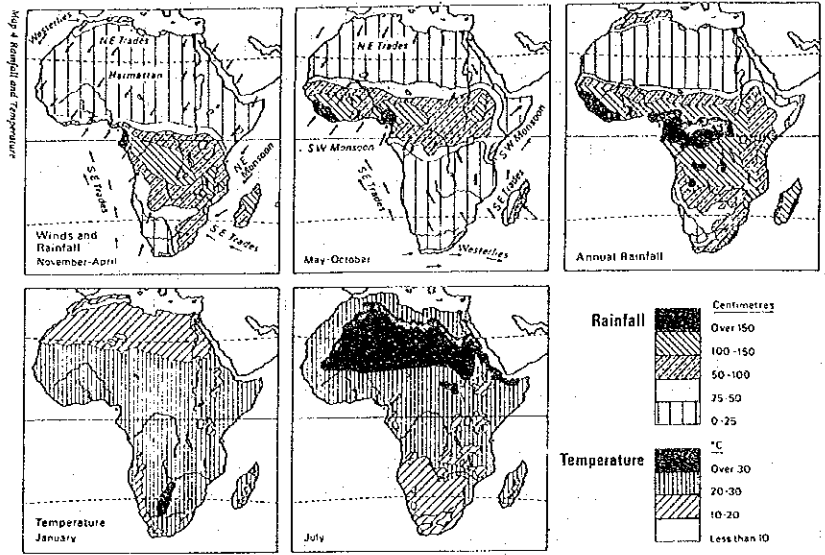 Map 4 Rainfall and Temperature
Westerlies
N.E Trades
Harmattan
S.E Trades
N.E Monsoon
S.E Trades
Winds and
Rainfall
November-April
N.E Trades
S.W Monsoon
S.W Monsoon
S.E Trades
S.E Trades
Westerlies
May-October
Annual Rainfall
Temperature
January
July
Rainfall
Centimetres
Over 150
100-150
50-100
75-50
0-25
Temperature
°C
Over 30
20-30
10-20
Less than 10